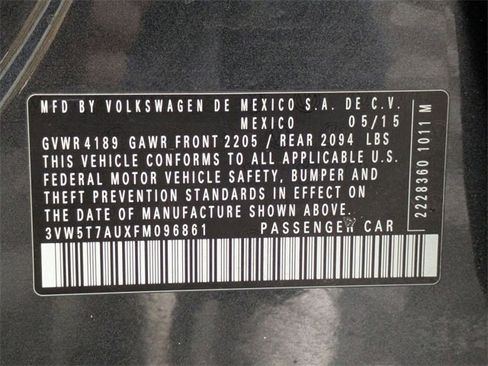 MFD BY VOLKSWAGEN DE MEXICO S.A. DE C.V.
MEXICO 05/15
GVWR 4189 GAWR FRONT 2205 / REAR 2094 LBS
THIS VEHICLE CONFORMS TO ALL APPLICABLE U.S.
FEDERAL MOTOR VEHICLE SAFETY, BUMPER AND
THEFT PREVENTION STANDARDS IN EFFECT ON
THE DATE OF MANUFACTURE SHOWN ABOVE.
3VW5T7AUXFM096861 PASSENGER CAR
2228360 1011 M